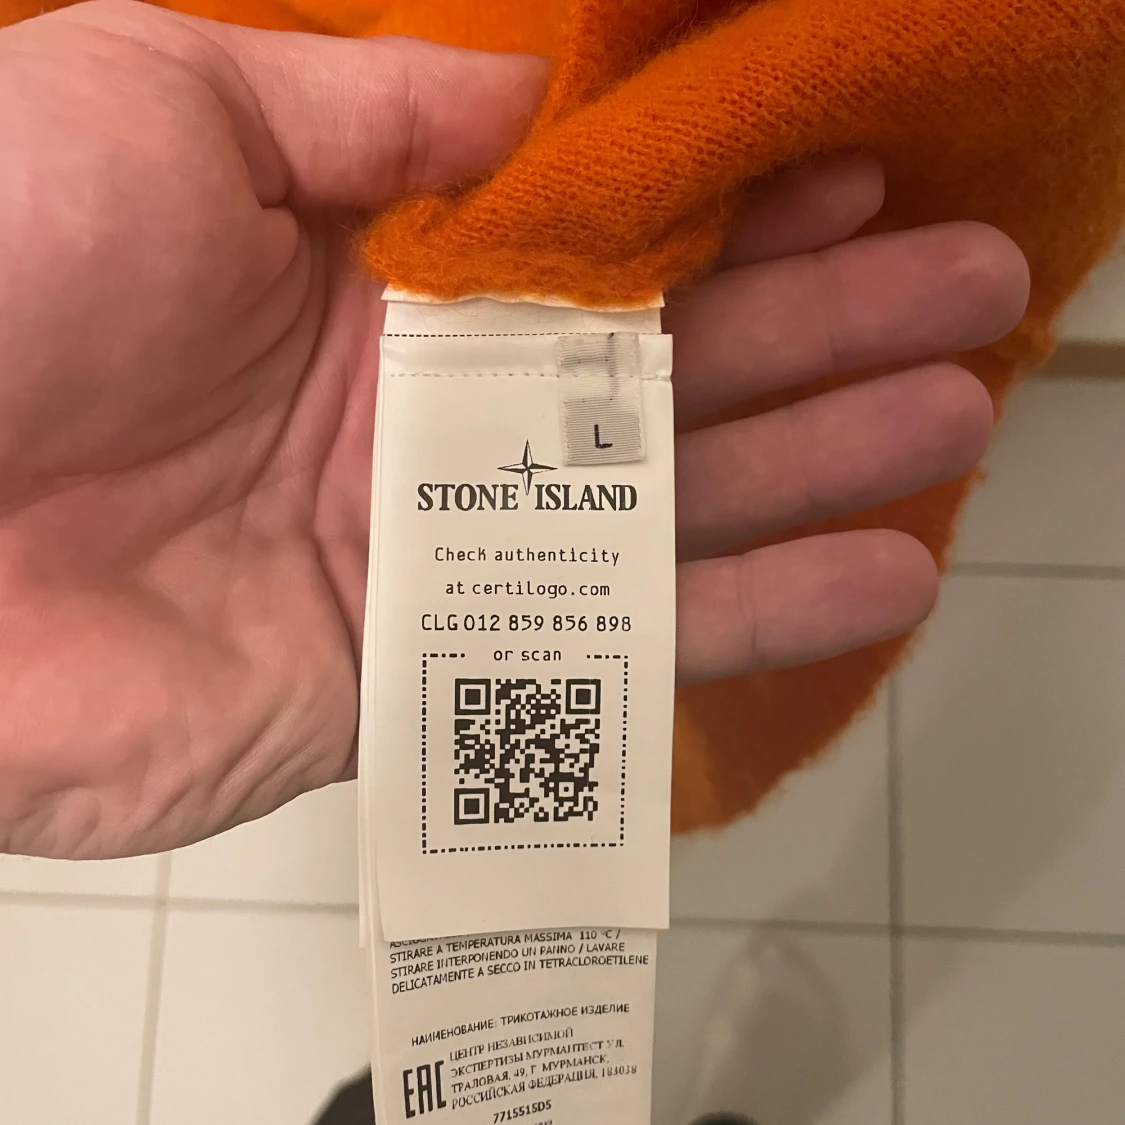 L
STONE ISLAND
Check authenticity
at certilogo.com
CLG 012 859 856 898
or scan
STIRARE A TEMPERATURA MASSIMA 110 °C /
STIRARE INTERPONENDO UN PANNO / LAVARE
DELICATAMENTE A SECCO IN TETRACLOROETILENE
НАИМЕНОВАНИЕ: ТРИКОТАЖНОЕ ИЗДЕЛИЕ
EAC
ЦЕНТР НЕЗАВИСИМОЙ
ЭКСПЕРТИЗЫ МУРМАНТЕСТ УЛ.
ТРАЛОВАЯ, 49, Г. МУРМАНСК,
РОССИЙСКАЯ ФЕДЕРАЦИЯ, 183038
7715515D5